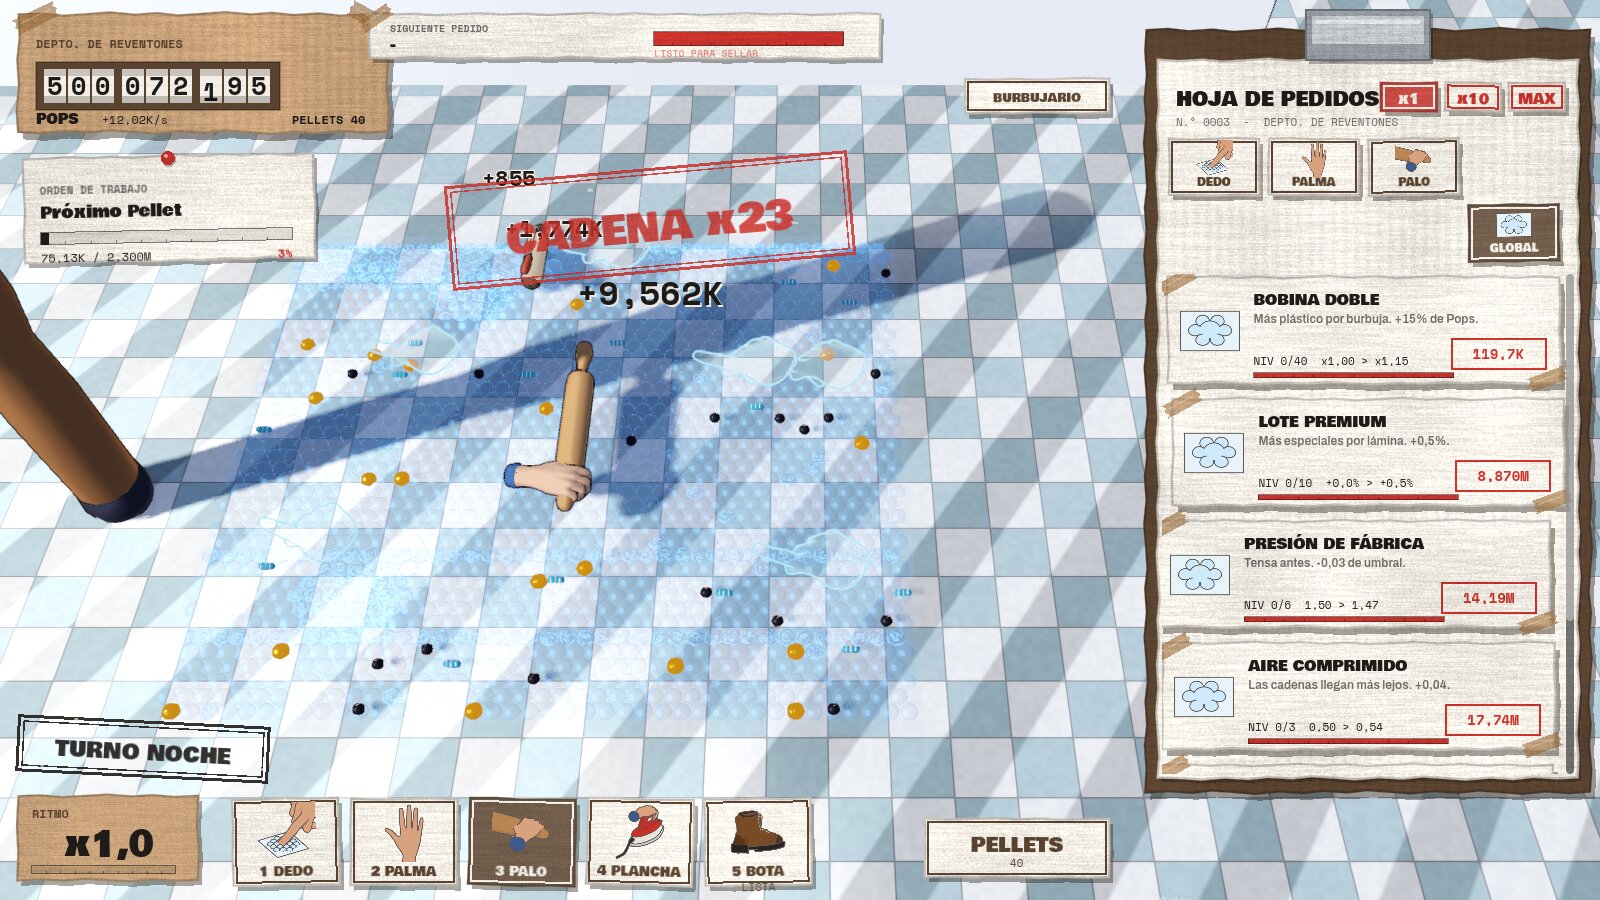 DEPTO. DE REVENTONES
500072195
POPS +12,02K/s PELLETS 40
SIGUIENTE PEDIDO
-
LISTO PARA SELLAR
ORDEN DE TRABAJO
Próximo Pellet
75.13K / 2.300M 3%
BURBUJARIO
+855
+1,774K
CADENA x23
+9,562K
HOJA DE PEDIDOS x1 x10 MAX
N.° 0003 - DEPTO. DE REVENTONES
DEDO PALMA PALO
GLOBAL
BOBINA DOBLE
Más plástico por burbuja. +15% de Pops.
NIV 0/40 x1,00 > x1,15 119,7K
LOTE PREMIUM
Más especiales por lámina. +0,5%.
NIV 0/10 +0,0% > +0,5% 8,870M
PRESIÓN DE FÁBRICA
Tensa antes. -0,03 de umbral.
NIV 0/6 1,50 > 1,47 14,19M
AIRE COMPRIMIDO
Las cadenas llegan más lejos. +0,04.
NIV 0/3 0,50 > 0,54 17,74M
TURNO NOCHE
RITMO
x1,0
1 DEDO 2 PALMA 3 PALO 4 PLANCHA 5 BOTA
LISTA
PELLETS
40